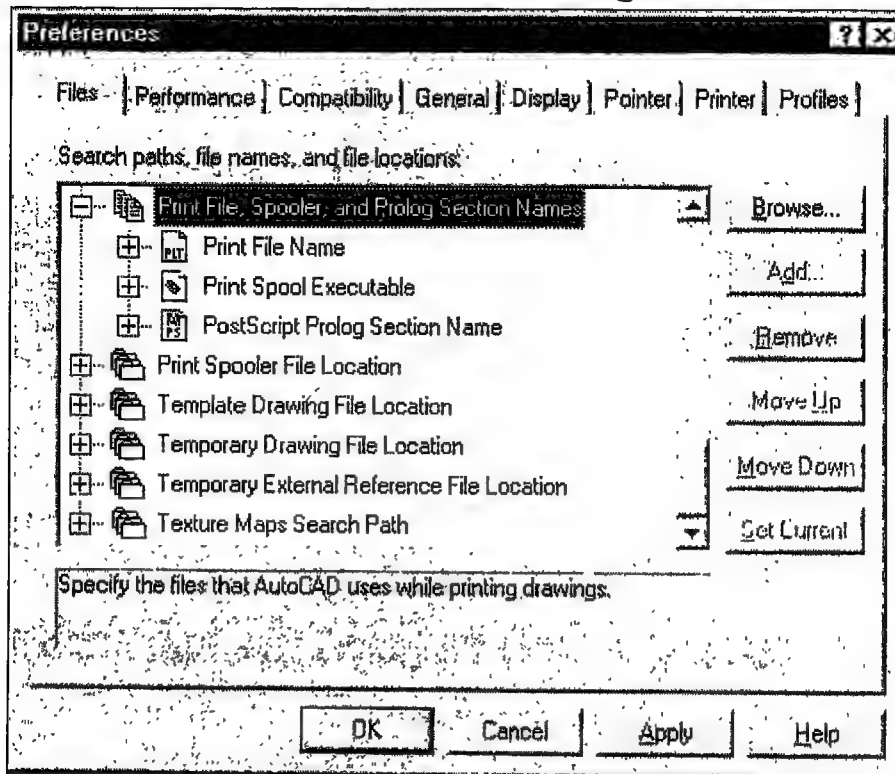 Preferences
Files Performance Compatibility General Display Pointer Printer Profiles
Search paths, file names, and file locations:
Print File, Spooler, and Prolog Section Names
PLT Print File Name
Print Spool Executable
PS PostScript Prolog Section Name
Print Spooler File Location
Template Drawing File Location
Temporary Drawing File Location
Temporary External Reference File Location
Texture Maps Search Path
Browse...
Add...
Remove
Move Up
Move Down
Set Current
Specify the files that AutoCAD uses while printing drawings.
OK Cancel Apply Help